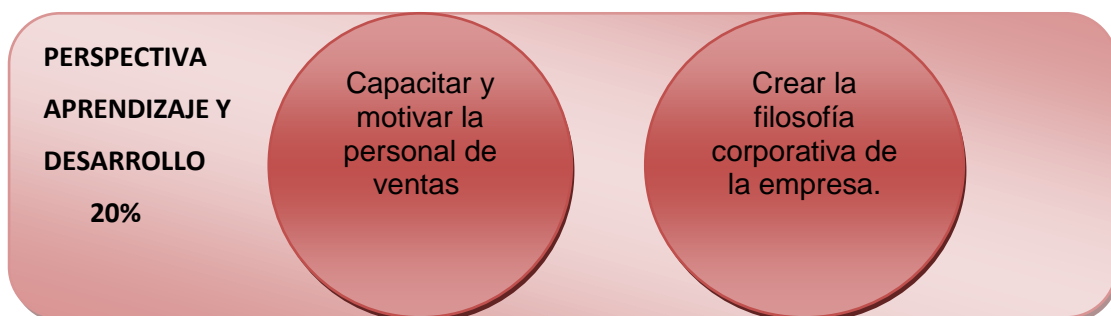 PERSPECTIVA
APRENDIZAJE Y
DESARROLLO
20%
Capacitar y
motivar la
personal de
ventas
Crear la
filosofía
corporativa de
la empresa.